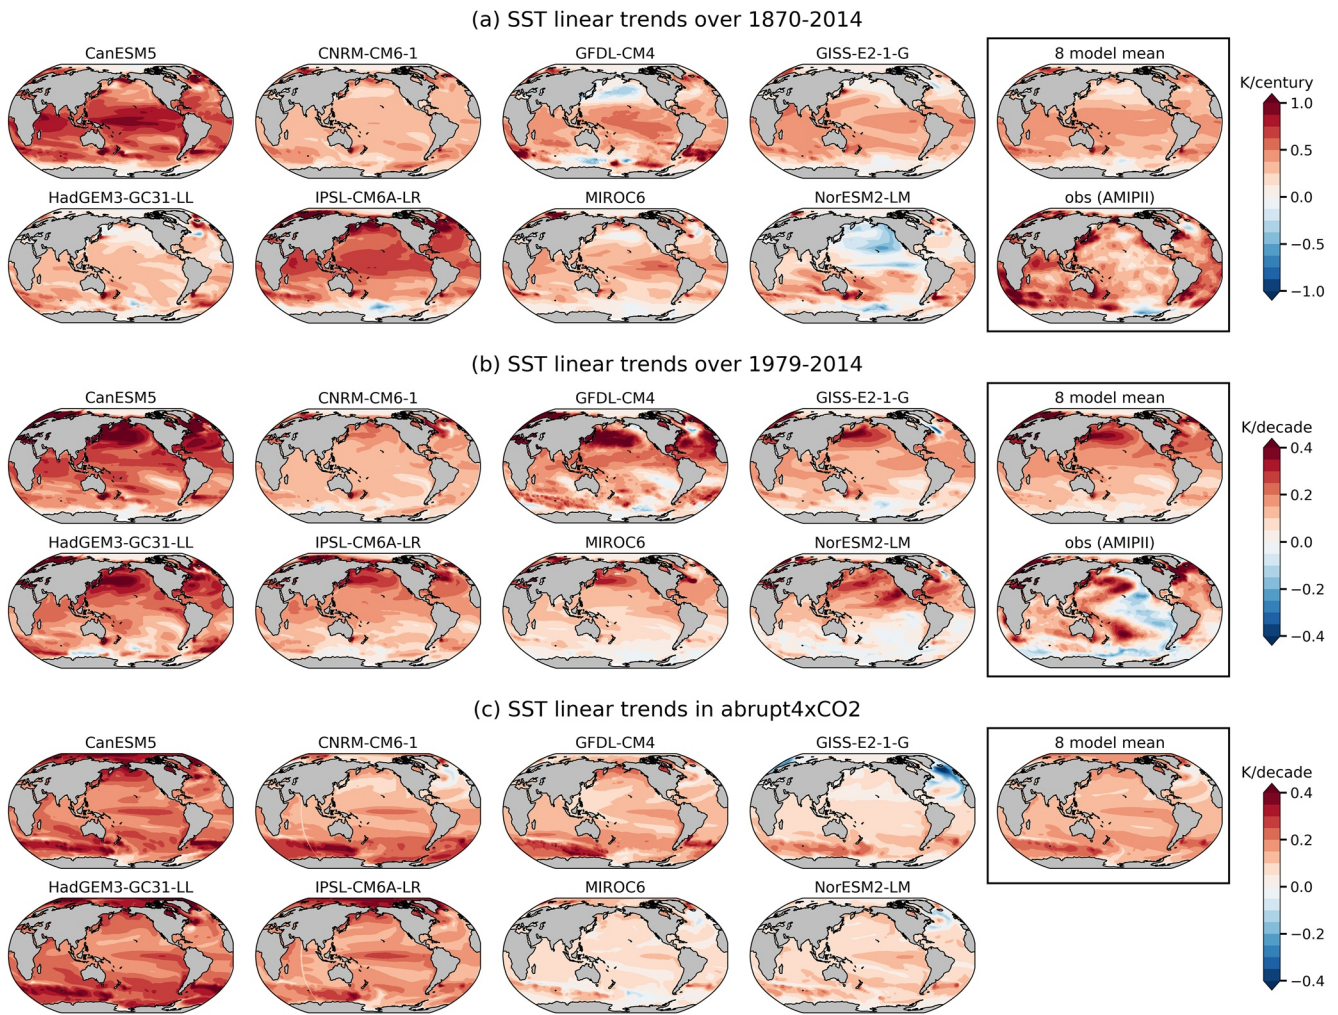 (a) SST linear trends over 1870-2014
CanESM5
CNRM-CM6-1
GFDL-CM4
GISS-E2-1-G
8 model mean
K/century
1.0
0.5
0.0
−0.5
−1.0
HadGEM3-GC31-LL
IPSL-CM6A-LR
MIROC6
NorESM2-LM
obs (AMIPII)
(b) SST linear trends over 1979-2014
CanESM5
CNRM-CM6-1
GFDL-CM4
GISS-E2-1-G
8 model mean
K/decade
0.4
0.2
0.0
−0.2
−0.4
HadGEM3-GC31-LL
IPSL-CM6A-LR
MIROC6
NorESM2-LM
obs (AMIPII)
(c) SST linear trends in abrupt4xCO2
CanESM5
CNRM-CM6-1
GFDL-CM4
GISS-E2-1-G
8 model mean
K/decade
0.4
0.2
0.0
−0.2
−0.4
HadGEM3-GC31-LL
IPSL-CM6A-LR
MIROC6
NorESM2-LM